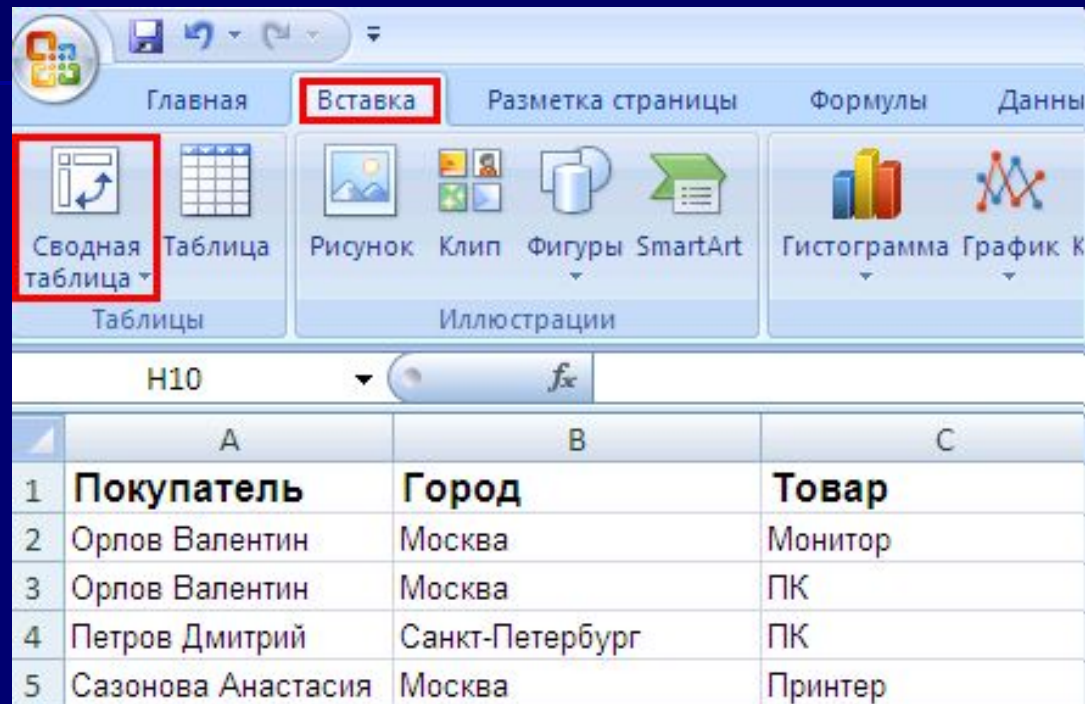 Главная Вставка Разметка страницы Формулы Данны
Сводная таблица Таблица Рисунок Клип Фигуры SmartArt Гистограмма График К
Таблицы Иллюстрации
H10 fx
A B C
1 Покупатель Город Товар
2 Орлов Валентин Москва Монитор
3 Орлов Валентин Москва ПК
4 Петров Дмитрий Санкт-Петербург ПК
5 Сазонова Анастасия Москва Принтер